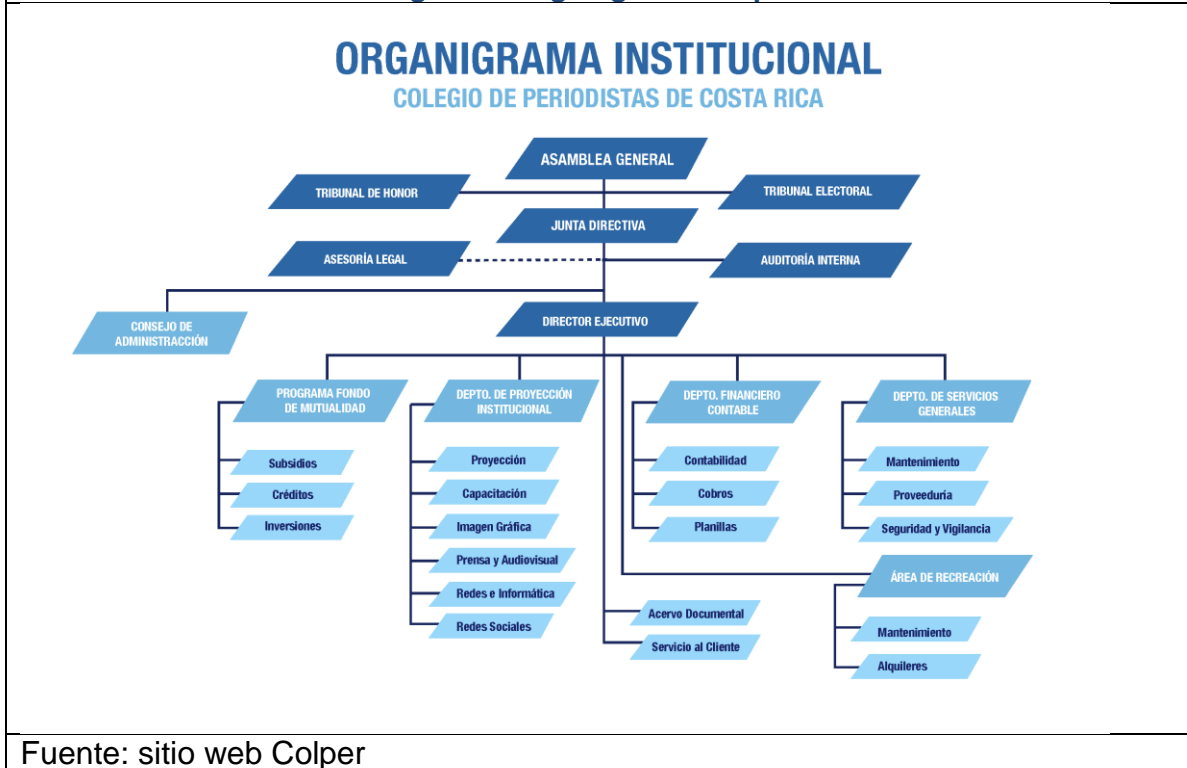 ORGANIGRAMA INSTITUCIONAL
COLEGIO DE PERIODISTAS DE COSTA RICA
ASAMBLEA GENERAL
TRIBUNAL DE HONOR
TRIBUNAL ELECTORAL
JUNTA DIRECTIVA
ASESORÍA LEGAL
AUDITORÍA INTERNA
CONSEJO DE
ADMINISTRACCIÓN
DIRECTOR EJECUTIVO
PROGRAMA FONDO
DE MUTUALIDAD
Subsidios
Créditos
Inversiones
DEPTO. DE PROYECCIÓN
INSTITUCIONAL
Proyección
Capacitación
Imagen Gráfica
Prensa y Audiovisual
Redes e Informática
Redes Sociales
DEPTO. FINANCIERO
CONTABLE
Contabilidad
Cobros
Planillas
Acervo Documental
Servicio al Cliente
DEPTO. DE SERVICIOS
GENERALES
Mantenimiento
Proveeduría
Seguridad y Vigilancia
ÁREA DE RECREACIÓN
Mantenimiento
Alquileres
Fuente: sitio web Colper